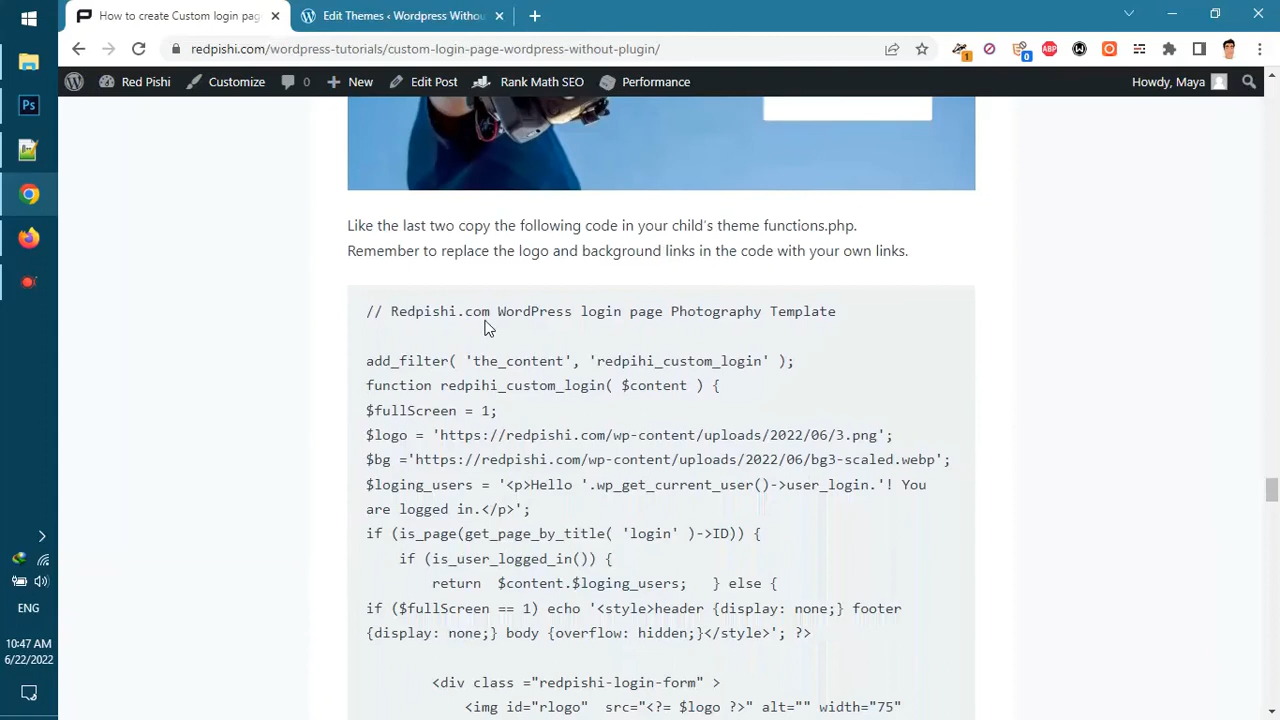 How to create Custom login pag
Edit Themes ‹ Wordpress Withou
redpishi.com/wordpress-tutorials/custom-login-page-wordpress-without-plugin/
1
0
ABP
Red Pishi
Customize
0
New
Edit Post
Rank Math SEO
Performance
Howdy, Maya
Ps
Like the last two copy the following code in your child's theme functions.php.
Remember to replace the logo and background links in the code with your own links.
// Redpishi.com WordPress login page Photography Template
add_filter( 'the_content', 'redpihi_custom_login' );
function redpihi_custom_login( $content ) {
$fullScreen = 1;
$logo = 'https://redpishi.com/wp-content/uploads/2022/06/3.png';
$bg ='https://redpishi.com/wp-content/uploads/2022/06/bg3-scaled.webp';
$loging_users = '<p>Hello '.wp_get_current_user()->user_login.'! You
are logged in.</p>';
if (is_page(get_page_by_title( 'login' )->ID)) {
if (is_user_logged_in()) {
return $content.$loging_users; } else {
if ($fullScreen == 1) echo '<style>header {display: none;} footer
{display: none;} body {overflow: hidden;}</style>'; ?>
<div class ="redpishi-login-form" >
<img id="rlogo" src="<?= $logo ?>" alt="" width="75"
ENG
10:47 AM
6/22/2022